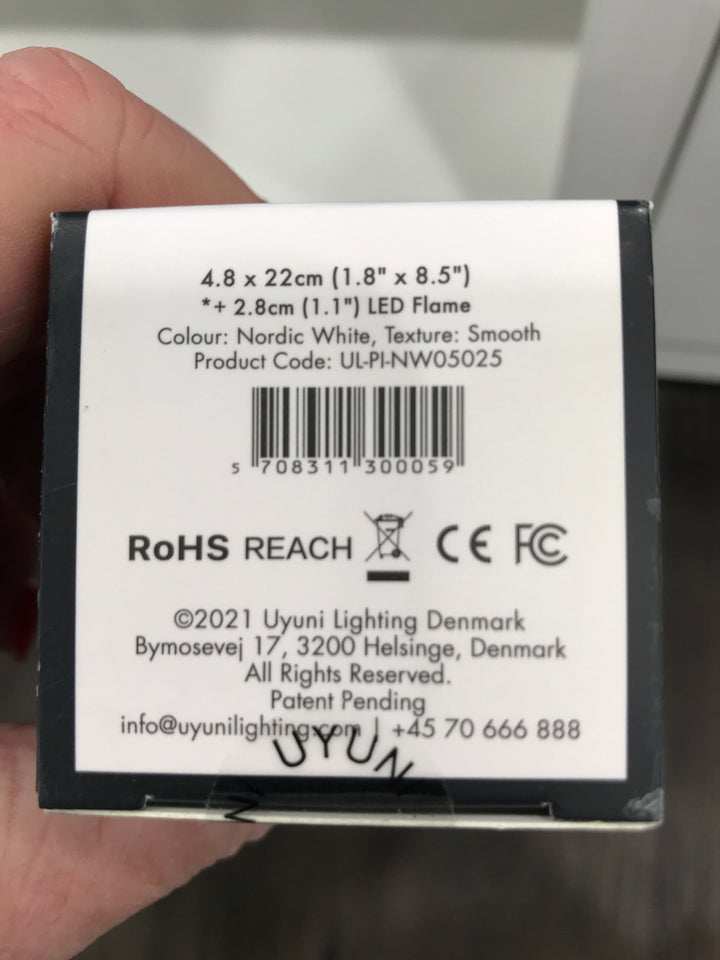 4.8 x 22cm (1.8" x 8.5")
*+ 2.8cm (1.1") LED Flame
Colour: Nordic White, Texture: Smooth
Product Code: UL-PI-NW05025
5 708311 300059
RoHS REACH CE FC
©2021 Uyuni Lighting Denmark
Bymosevej 17, 3200 Helsinge, Denmark
All Rights Reserved.
Patent Pending
info@uyunilighting.com | +45 70 666 888
UYUNI